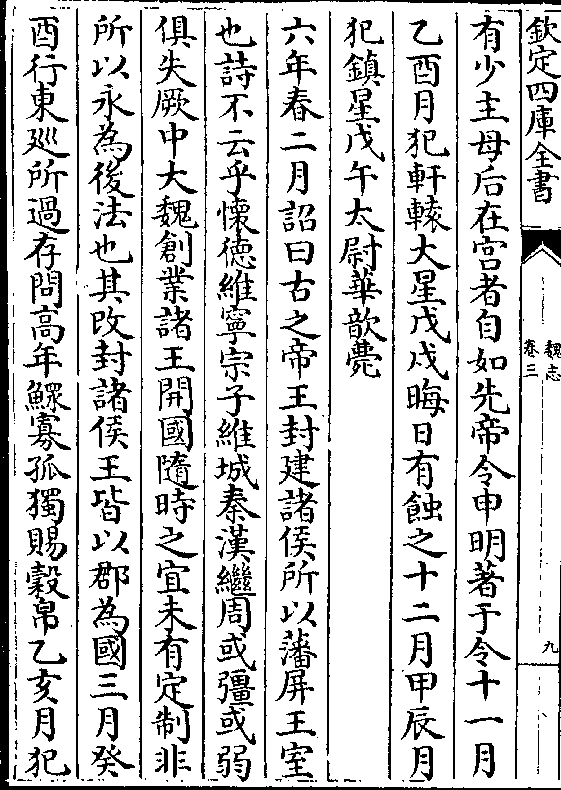 欽定四庫全書
魏志
卷三
九
有少主母后在宫者自如先帝令申明著于令十一月
乙酉月犯軒轅大星戊戌晦日有蝕之十二月甲辰月
犯鎮星戊午太尉華歆薨
六年春二月詔曰古之帝王封建諸侯所以藩屏王室
也詩不云乎懷德維寧宗子維城秦漢繼周或彊或弱
俱失厥中大魏創業諸王開國隨時之宜未有定制非
所以永為後法也其改封諸侯王皆以郡為國三月癸
酉行東廵所過存問高年鰥寡孤獨賜穀帛乙亥月犯